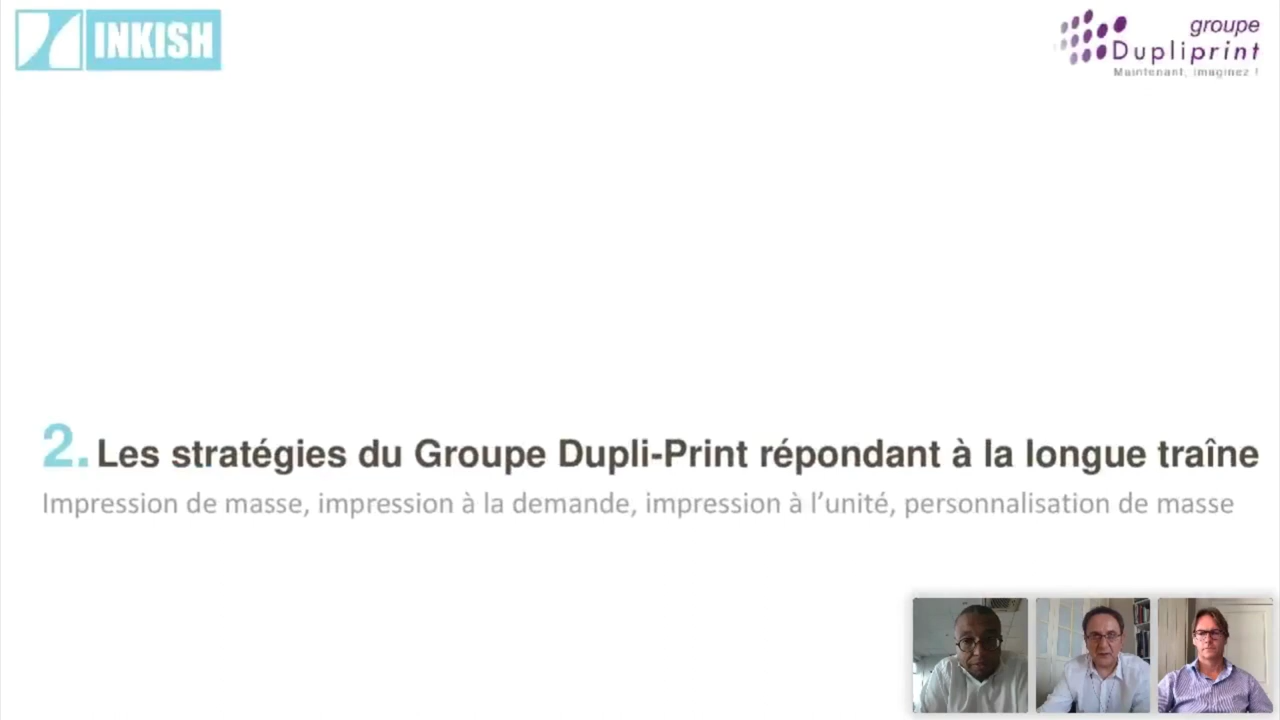 INKISH
groupe
Dupliprint
Maintenant, imaginez !
2. Les stratégies du Groupe Dupli-Print répondant à la longue traîne
Impression de masse, impression à la demande, impression à l'unité, personnalisation de masse